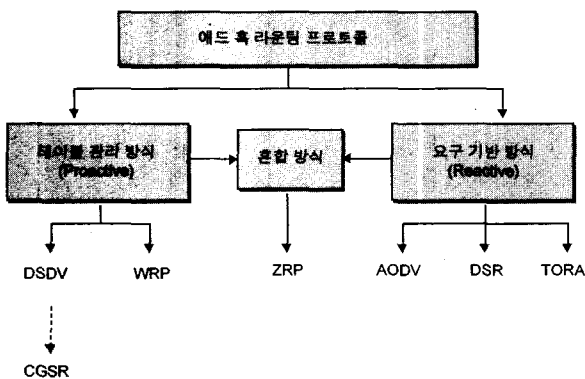 애드 혹 라우팅 프로토콜
테이블 관리 방식
(Proactive)
혼합 방식
요구 기반 방식
(Reactive)
DSDV
WRP
ZRP
AODV
DSR
TORA
CGSR